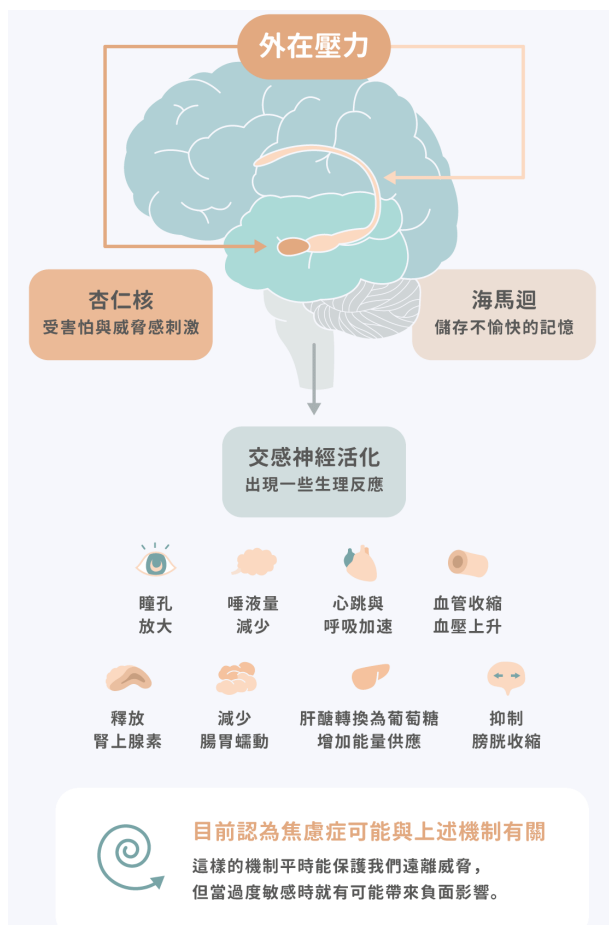 外在壓力
杏仁核
受害怕與威脅感刺激
海馬迴
儲存不愉快的記憶
交感神經活化
出現一些生理反應
瞳孔
放大
唾液量
減少
心跳與
呼吸加速
血管收縮
血壓上升
釋放
腎上腺素
減少
腸胃蠕動
肝醣轉換為葡萄糖
增加能量供應
抑制
膀胱收縮
目前認為焦慮症可能與上述機制有關
這樣的機制平時能保護我們遠離威脅，
但當過度敏感時就有可能帶來負面影響。